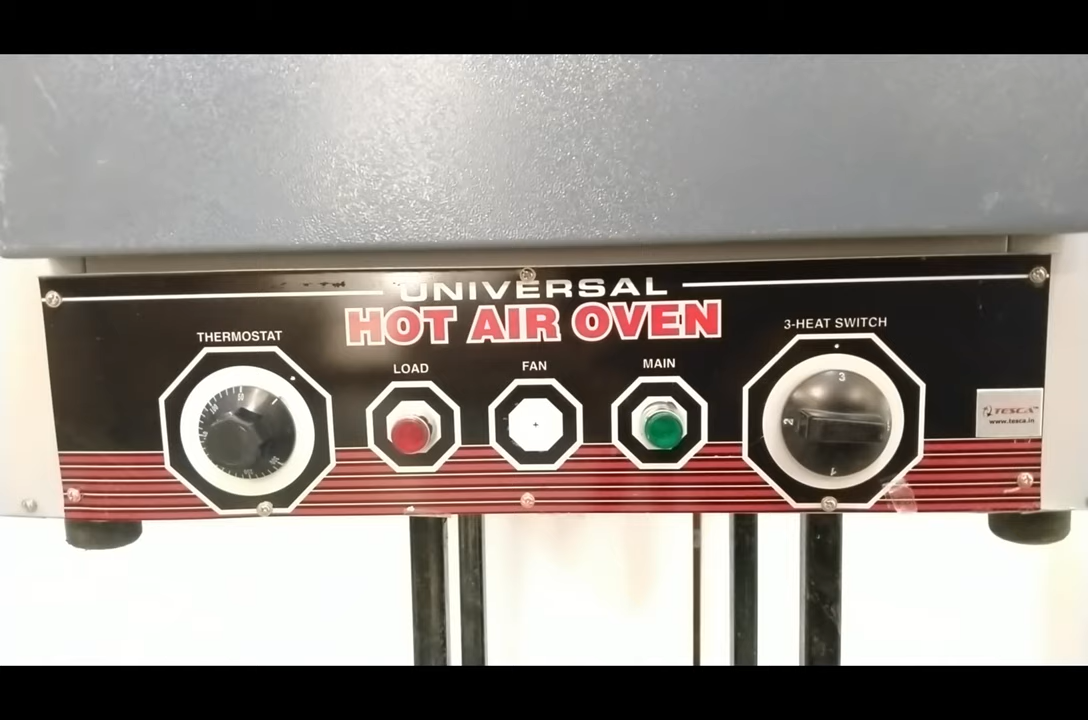 UNIVERSAL
HOT AIR OVEN
THERMOSTAT
LOAD
FAN
MAIN
3-HEAT SWITCH
3
2
1
TESCA
www.tesca.in